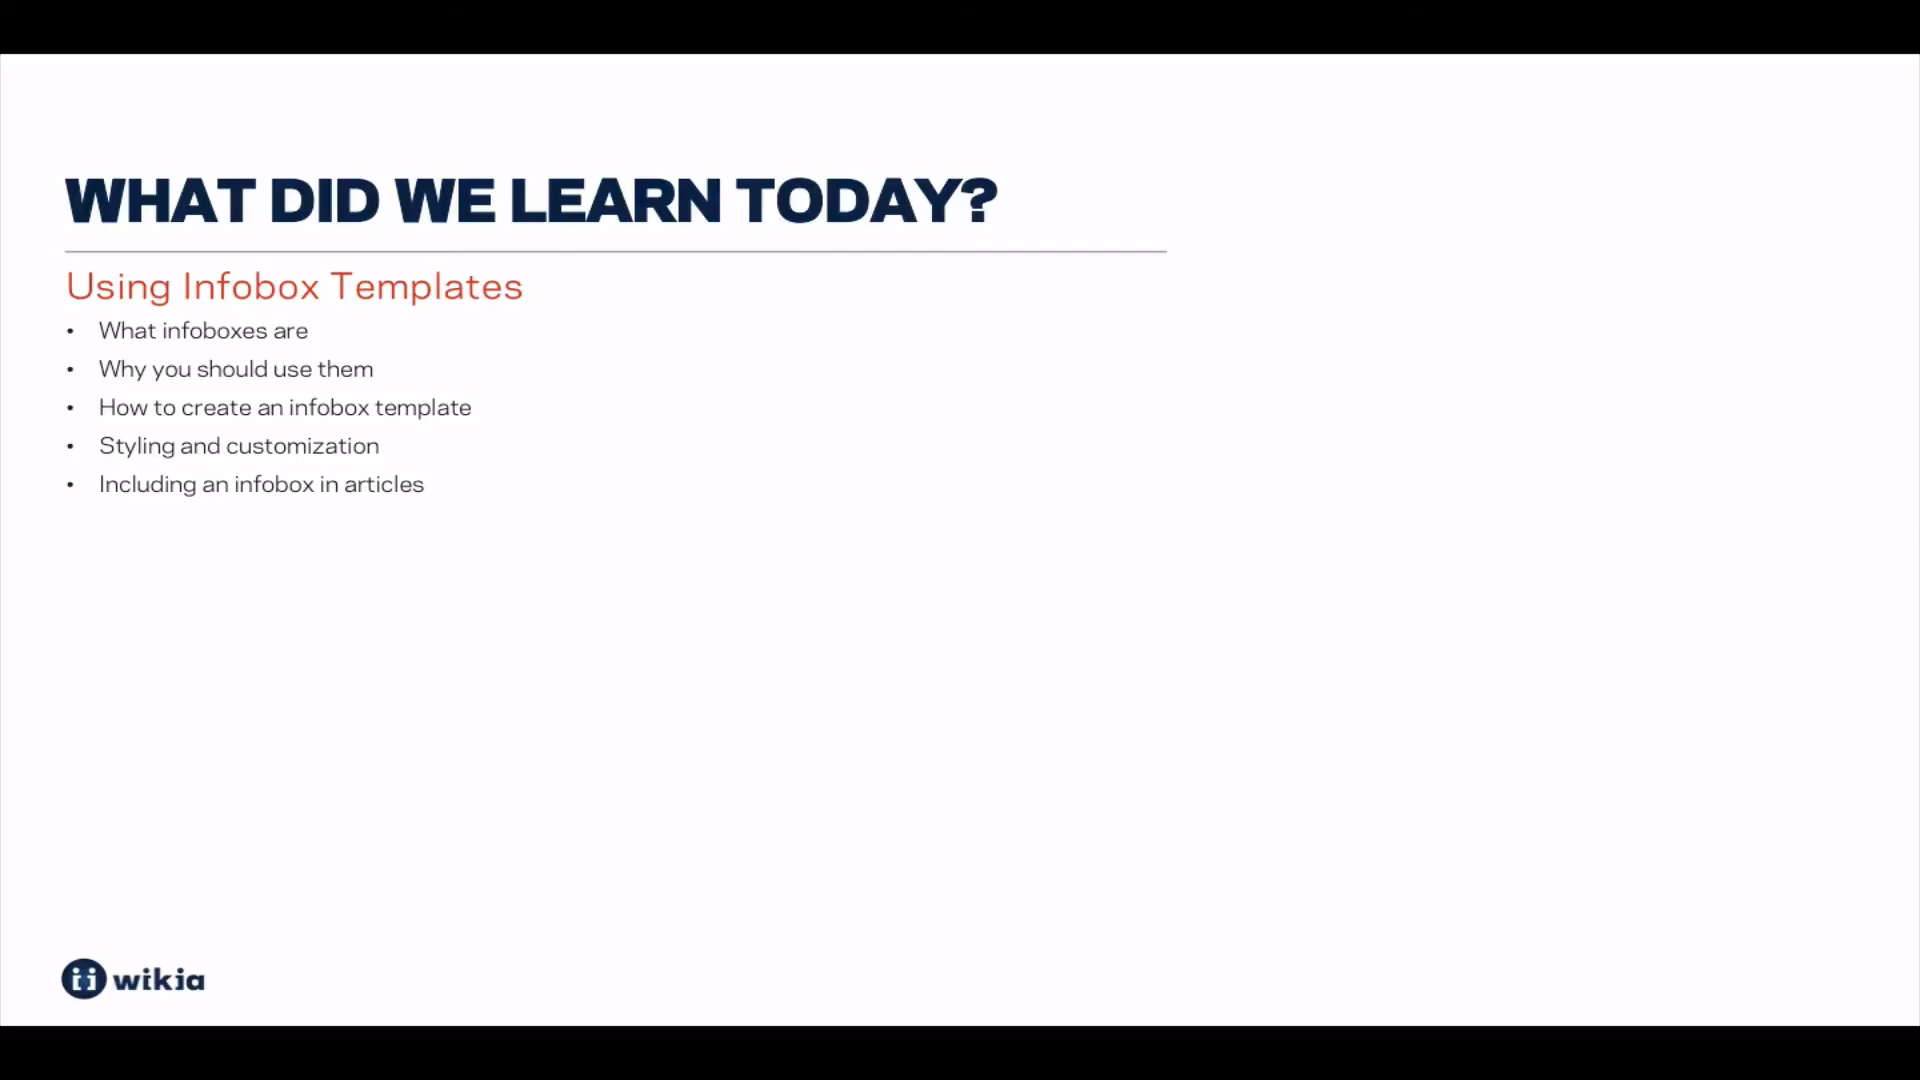 WHAT DID WE LEARN TODAY?
Using Infobox Templates
• What infoboxes are
• Why you should use them
• How to create an infobox template
• Styling and customization
• Including an infobox in articles
wikia